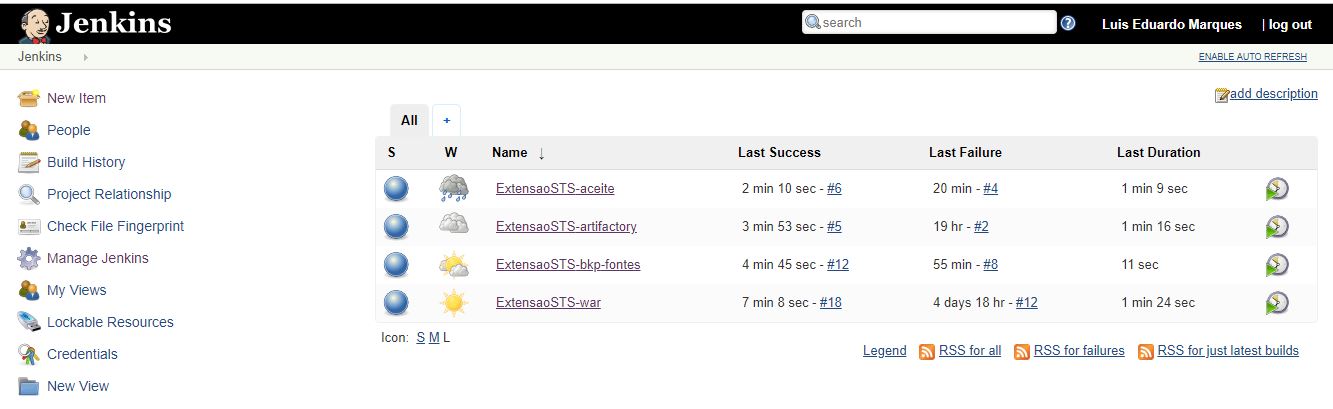 Jenkins
search
Luis Eduardo Marques | log out
Jenkins
ENABLE AUTO REFRESH
New Item
People
Build History
Project Relationship
Check File Fingerprint
Manage Jenkins
My Views
Lockable Resources
Credentials
New View
add description
All +
S W Name ↓ Last Success Last Failure Last Duration
ExtensaoSTS-aceite 2 min 10 sec - #6 20 min - #4 1 min 9 sec
ExtensaoSTS-artifactory 3 min 53 sec - #5 19 hr - #2 1 min 16 sec
ExtensaoSTS-bkp-fontes 4 min 45 sec - #12 55 min - #8 11 sec
ExtensaoSTS-war 7 min 8 sec - #18 4 days 18 hr - #12 1 min 24 sec
Icon: S M L
Legend RSS for all RSS for failures RSS for just latest builds